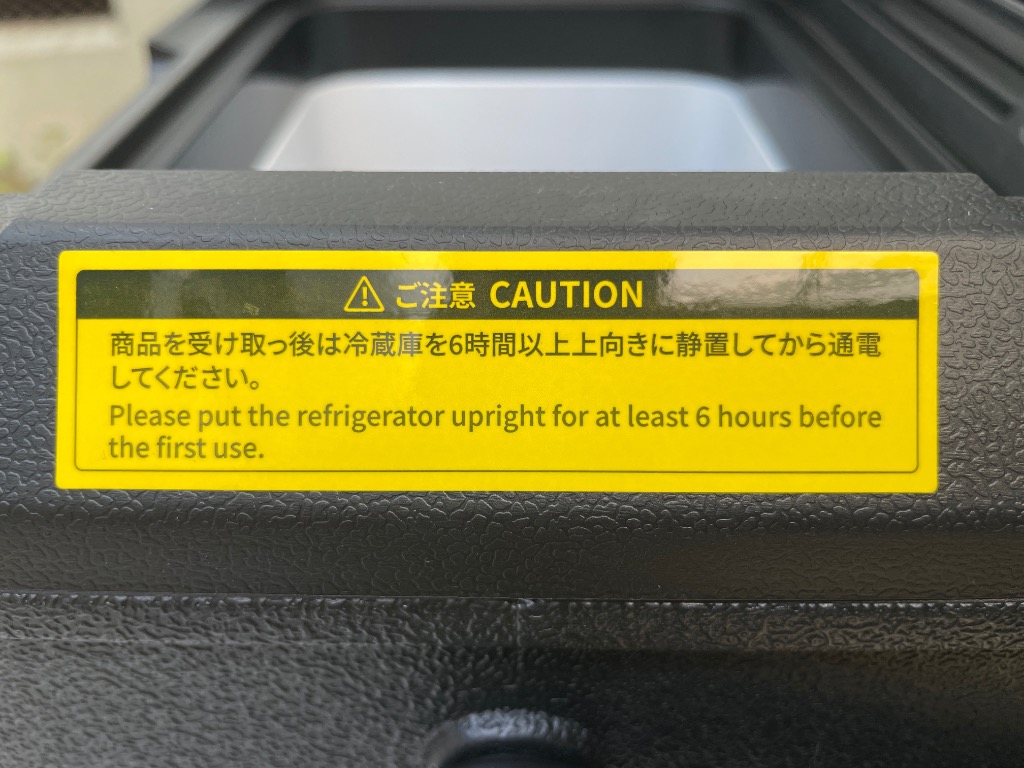 ⚠ ご注意 CAUTION
商品を受け取っ後は冷蔵庫を6時間以上上向きに静置してから通電
してください。
Please put the refrigerator upright for at least 6 hours before
the first use.